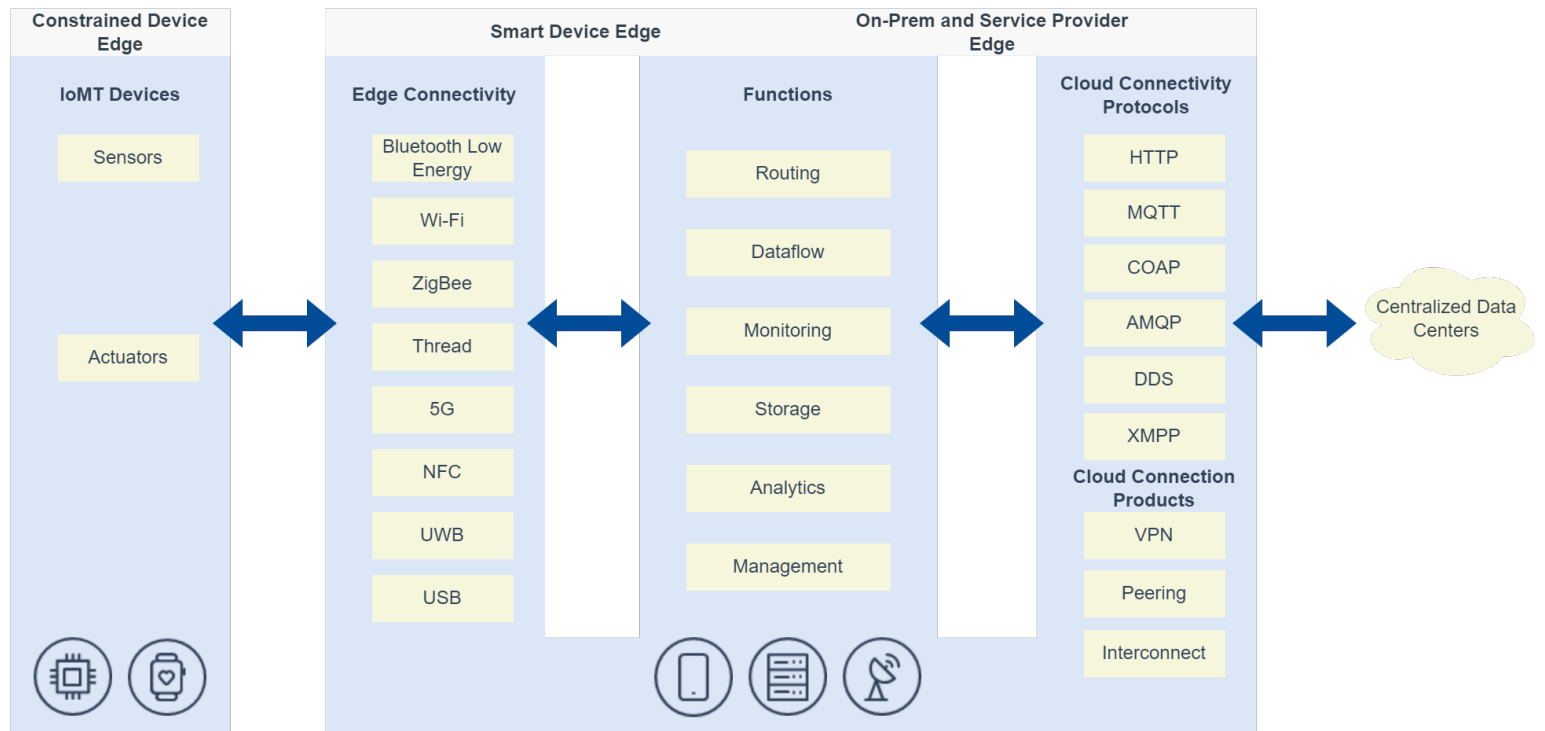 Constrained Device
Edge
Smart Device Edge
On-Prem and Service Provider
Edge
IoMT Devices
Sensors
Actuators
Edge Connectivity
Bluetooth Low
Energy
Wi-Fi
ZigBee
Thread
5G
NFC
UWB
USB
Functions
Routing
Dataflow
Monitoring
Storage
Analytics
Management
Cloud Connectivity
Protocols
HTTP
MQTT
COAP
AMQP
DDS
XMPP
Cloud Connection
Products
VPN
Peering
Interconnect
Centralized Data
Centers